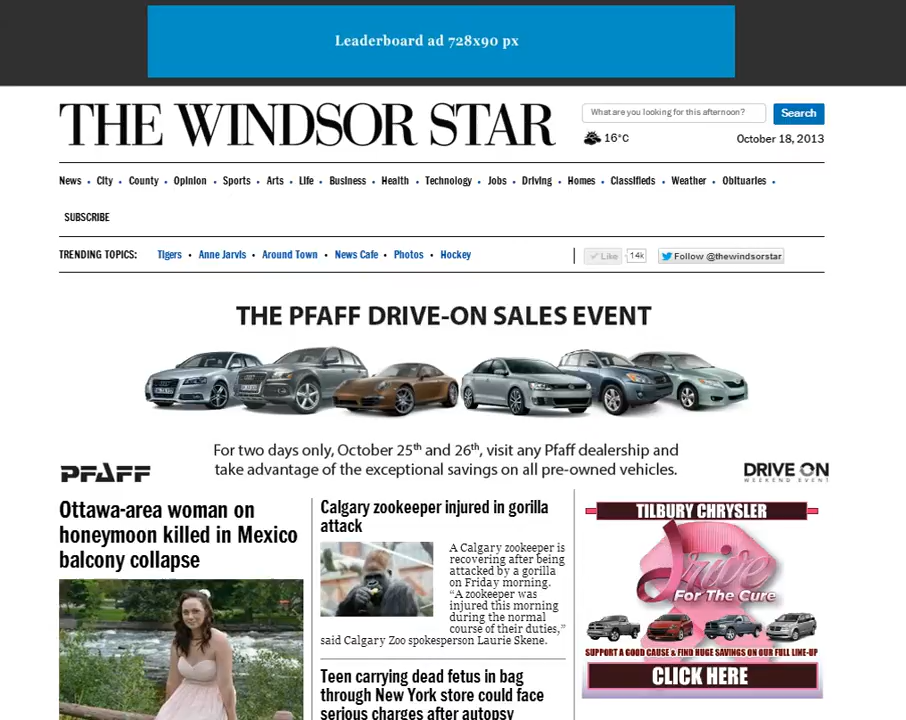 Leaderboard ad 728x90 px
THE WINDSOR STAR
What are you looking for this afternoon?
Search
16°C
October 18, 2013
News • City • County • Opinion • Sports • Arts • Life • Business • Health • Technology • Jobs • Driving • Homes • Classifieds • Weather • Obituaries •
SUBSCRIBE
TRENDING TOPICS: Tigers • Anne Jarvis • Around Town • News Cafe • Photos • Hockey
Like 14k
Follow @thewindsorstar
THE PFAFF DRIVE-ON SALES EVENT
For two days only, October 25th and 26th, visit any Pfaff dealership and
take advantage of the exceptional savings on all pre-owned vehicles.
PFAFF
DRIVE ON
WEEKEND EVENT
Ottawa-area woman on
honeymoon killed in Mexico
balcony collapse
Calgary zookeeper injured in gorilla
attack
A Calgary zookeeper is
recovering after being
attacked by a gorilla
on Friday morning.
“A zookeeper was
injured this morning
during the normal
course of their duties,”
said Calgary Zoo spokesperson Laurie Skene.
Teen carrying dead fetus in bag
through New York store could face
serious charges after autopsy
TILBURY CHRYSLER
Drive
For The Cure
SUPPORT A GOOD CAUSE & FIND HUGE SAVINGS ON OUR FULL LINE-UP
CLICK HERE